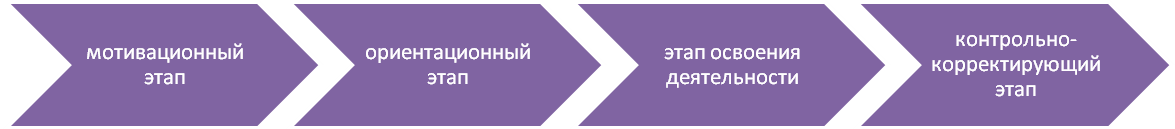 мотивационный
этап
ориентационный
этап
этап освоения
деятельности
контрольно-
корректирующий
этап